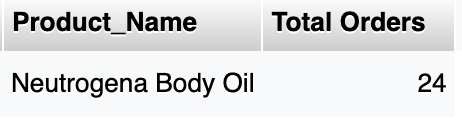 Product_Name Total Orders
Neutrogena Body Oil 24